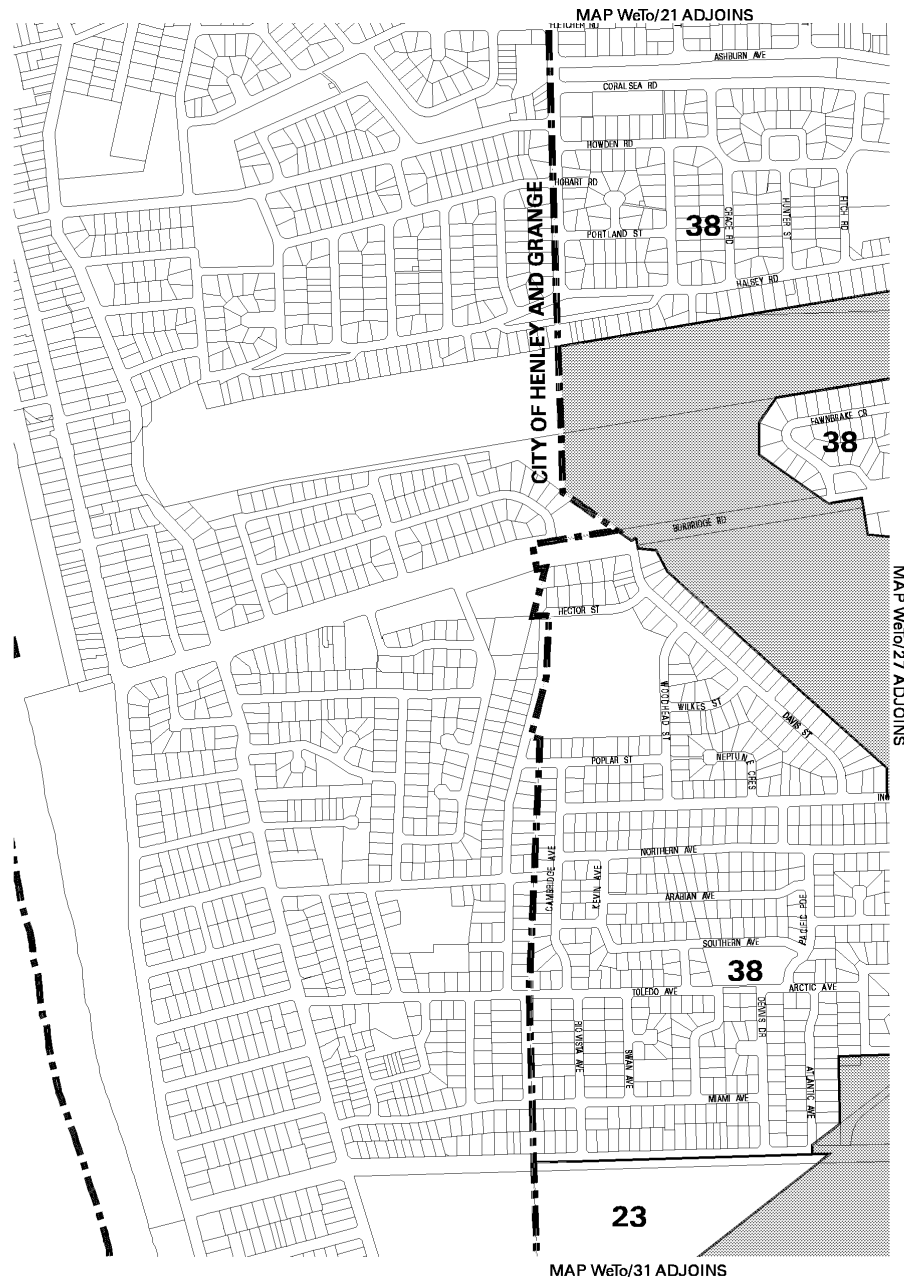 MAP WeTo/21 ADJOINS
FLETCHER RD
ASHBURN AVE
CORALSEA RD
HOWDEN RD
HOBART RD
CITY OF HENLEY AND GRANGE
38
GRACE RD
HUNTER ST
FITCH RD
PORTLAND ST
HALSEY RD
FAWNBRAKE CR
38
BURBRIDGE RD
MAP WeTo/27 ADJOINS
HECTOR ST
WOODHEAD ST
WILKES ST
DAVIS ST
POPLAR ST
NEPTUNE CRES
NORTHERN AVE
CAMBRIDGE AVE
KEVIN AVE
ARABIAN AVE
PACIFIC PDE
SOUTHERN AVE
38
TOLEDO AVE
ARCTIC AVE
DENNIS DR
RIO VISTA AVE
SWAN AVE
ATLANTIC AVE
MIAMI AVE
23
MAP WeTo/31 ADJOINS